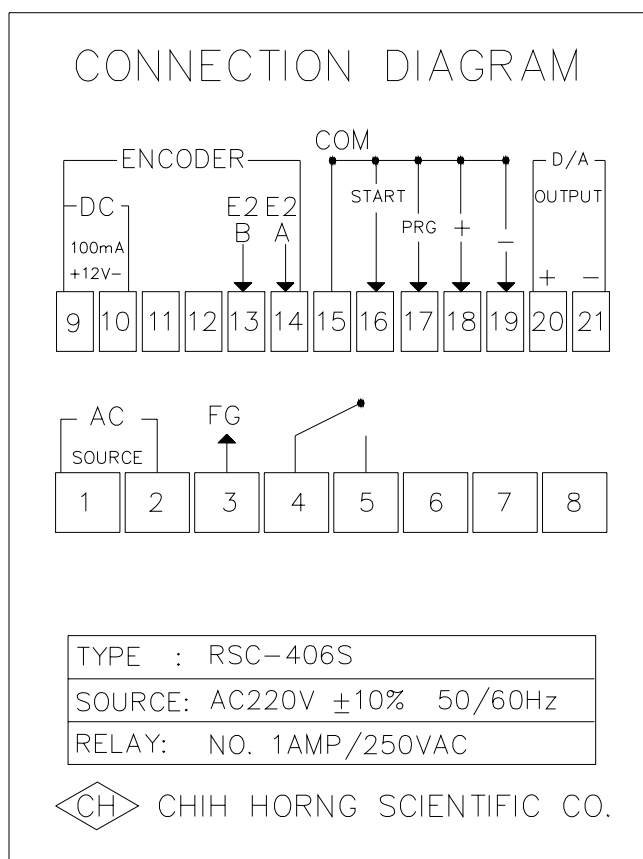 CONNECTION DIAGRAM
COM
ENCODER
D/A
DC
E2 E2
START
OUTPUT
B A
PRG + −
100mA
+12V−
+ −
9 10 11 12 13 14 15 16 17 18 19 20 21
AC
FG
SOURCE
1 2 3 4 5 6 7 8
TYPE : RSC−406S
SOURCE: AC220V ±10% 50/60Hz
RELAY: NO. 1AMP/250VAC
CH CHIH HORNG SCIENTIFIC CO.